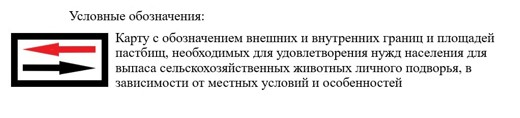 Условные обозначения:
Карту с обозначением внешних и внутренних границ и площадей
пастбищ, необходимых для удовлетворения нужд населения для
выпаса сельскохозяйственных животных личного подворья, в
зависимости от местных условий и особенностей